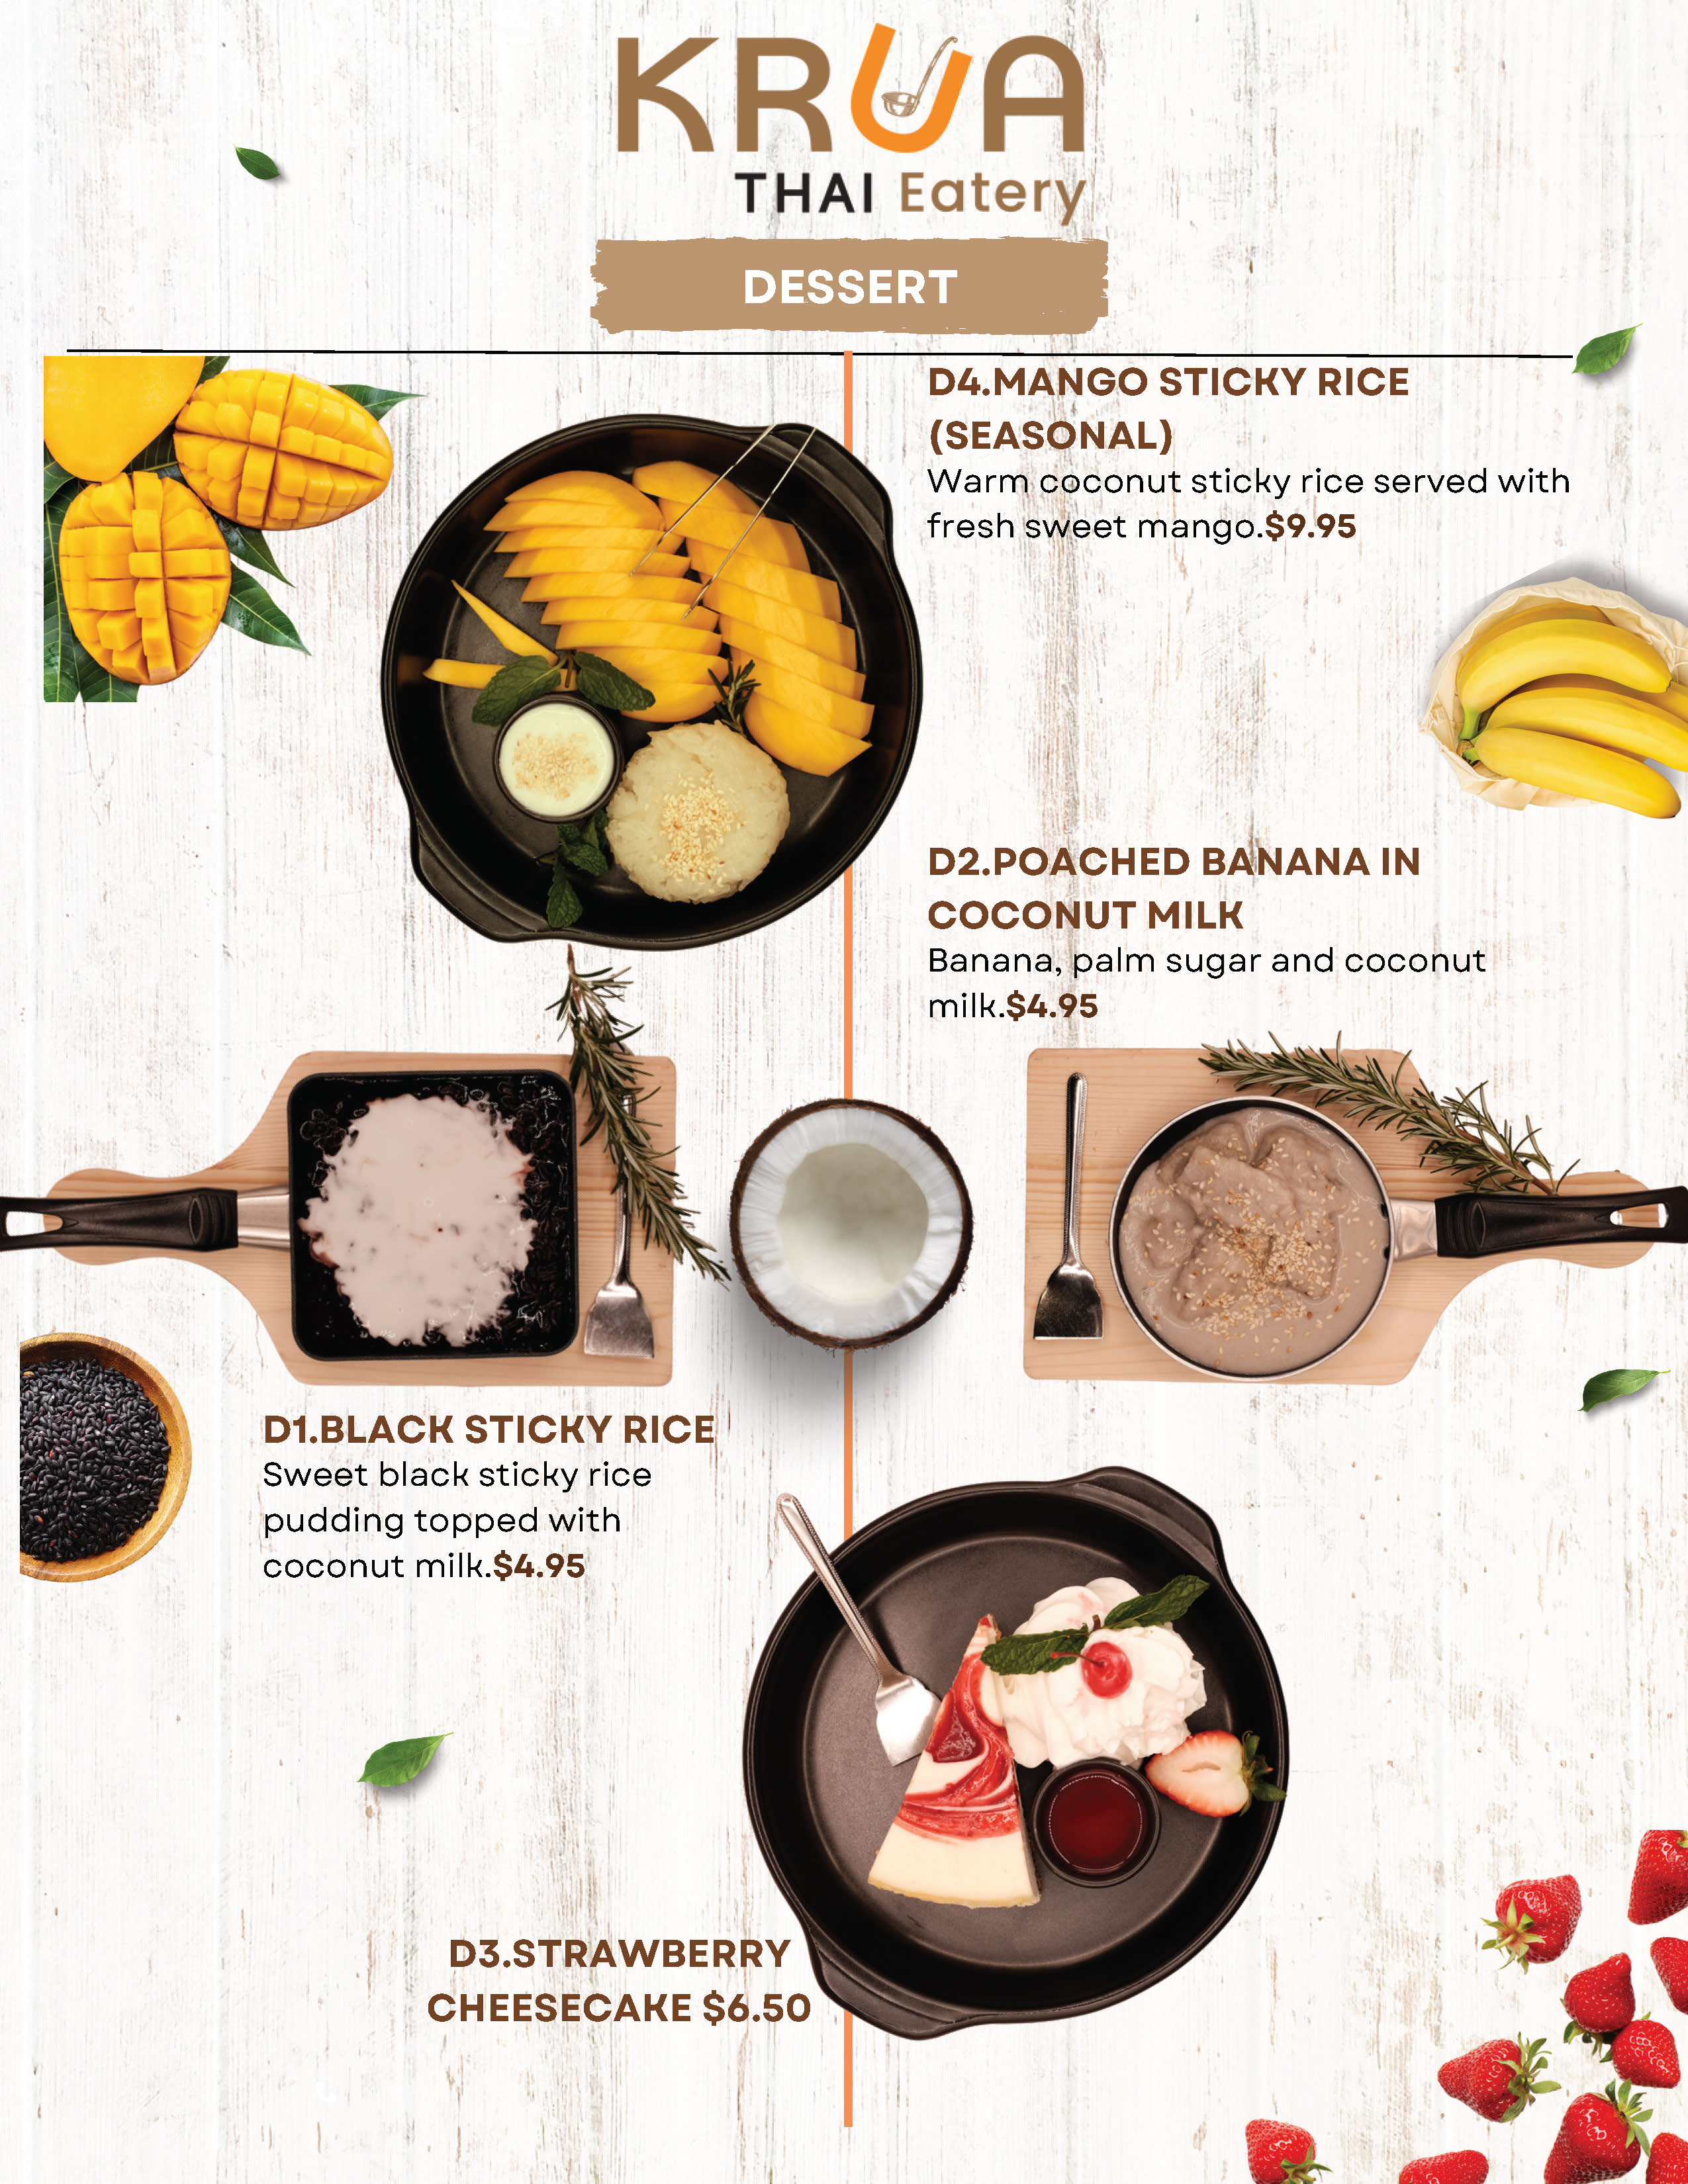 KRUA
THAI Eatery
DESSERT
D4.MANGO STICKY RICE
(SEASONAL)
Warm coconut sticky rice served with
fresh sweet mango.$9.95
D2.POACHED BANANA IN
COCONUT MILK
Banana, palm sugar and coconut
milk.$4.95
D1.BLACK STICKY RICE
Sweet black sticky rice
pudding topped with
coconut milk.$4.95
D3.STRAWBERRY
CHEESECAKE $6.50